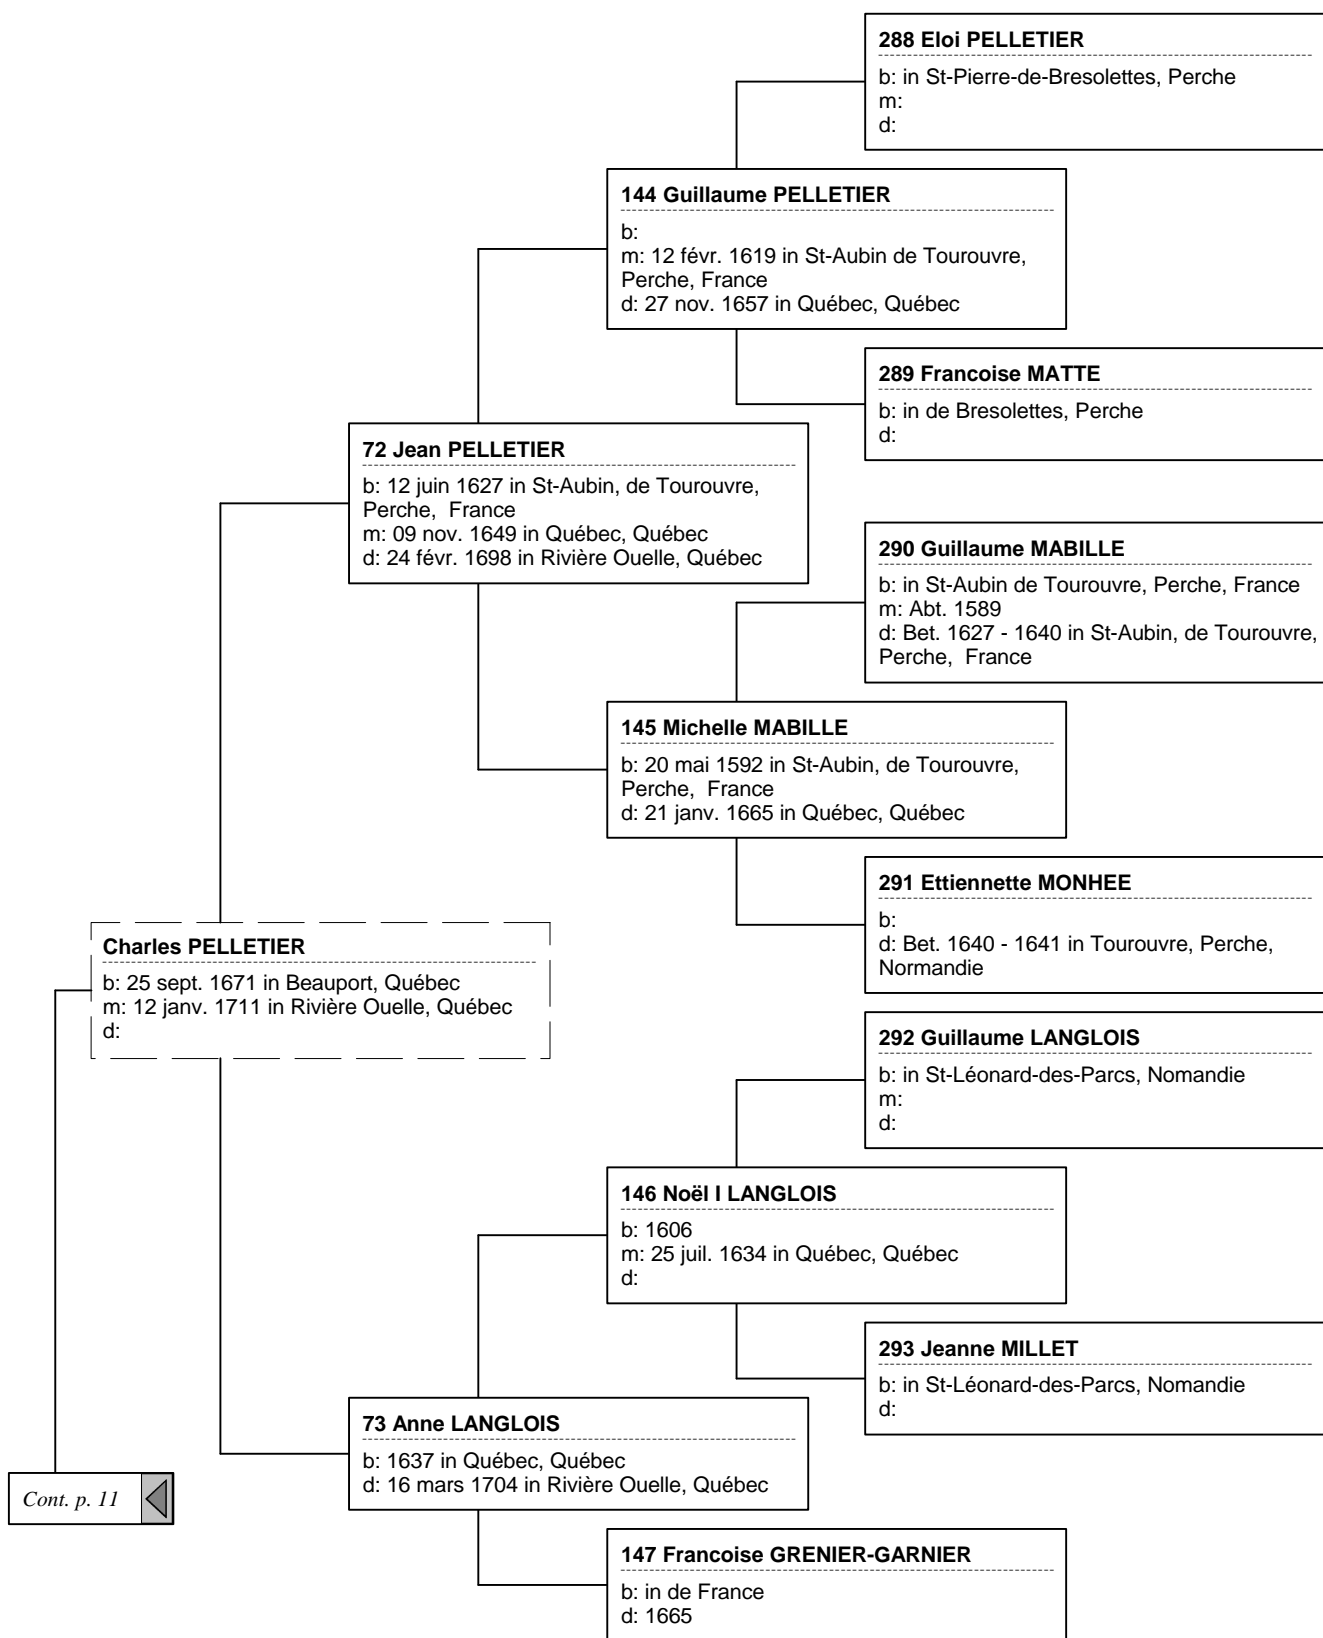 288 Eloi PELLETIER
b: in St-Pierre-de-Bresolettes, Perche
m:
d:
144 Guillaume PELLETIER
b:
m: 12 févr. 1619 in St-Aubin de Tourouvre,
Perche, France
d: 27 nov. 1657 in Québec, Québec
289 Francoise MATTE
b: in de Bresolettes, Perche
d:
72 Jean PELLETIER
b: 12 juin 1627 in St-Aubin, de Tourouvre,
Perche,  France
m: 09 nov. 1649 in Québec, Québec
d: 24 févr. 1698 in Rivière Ouelle, Québec
290 Guillaume MABILLE
b: in St-Aubin de Tourouvre, Perche, France
m: Abt. 1589
d: Bet. 1627 - 1640 in St-Aubin, de Tourouvre,
Perche,  France
145 Michelle MABILLE
b: 20 mai 1592 in St-Aubin, de Tourouvre,
Perche,  France
d: 21 janv. 1665 in Québec, Québec
291 Ettiennette MONHEE
b:
d: Bet. 1640 - 1641 in Tourouvre, Perche,
Normandie
Charles PELLETIER
b: 25 sept. 1671 in Beauport, Québec
m: 12 janv. 1711 in Rivière Ouelle, Québec
d:
292 Guillaume LANGLOIS
b: in St-Léonard-des-Parcs, Nomandie
m:
d:
146 Noël I LANGLOIS
b: 1606
m: 25 juil. 1634 in Québec, Québec
d:
293 Jeanne MILLET
b: in St-Léonard-des-Parcs, Nomandie
d:
73 Anne LANGLOIS
b: 1637 in Québec, Québec
d: 16 mars 1704 in Rivière Ouelle, Québec
Cont. p. 11
147 Francoise GRENIER-GARNIER
b: in de France
d: 1665